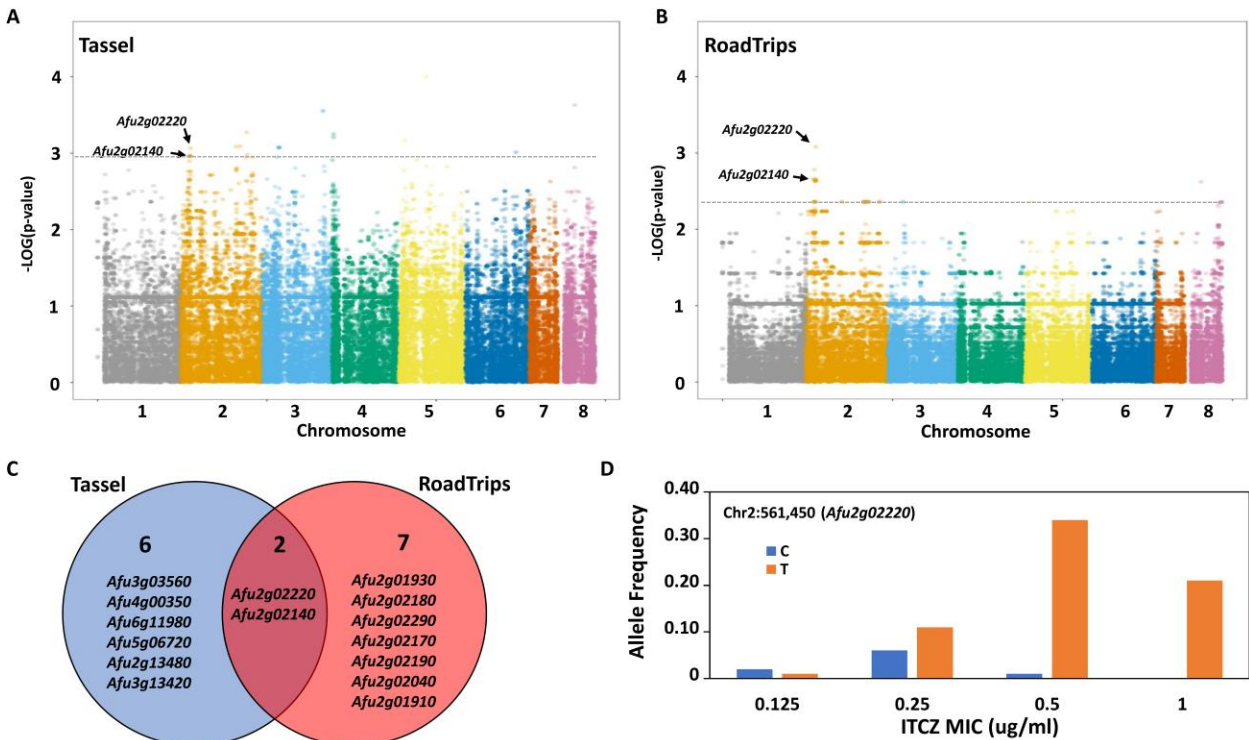 A
Tassel
4
3
2
1
0
-LOG(p-value)
Afu2g02220
Afu2g02140
1 2 3 4 5 6 7 8
Chromosome
B
RoadTrips
4
3
2
1
0
-LOG(p-value)
Afu2g02220
Afu2g02140
1 2 3 4 5 6 7 8
Chromosome
C
Tassel
RoadTrips
6
2
7
Afu3g03560
Afu4g00350
Afu6g11980
Afu5g06720
Afu2g13480
Afu3g13420
Afu2g02220
Afu2g02140
Afu2g01930
Afu2g02180
Afu2g02290
Afu2g02170
Afu2g02190
Afu2g02040
Afu2g01910
D
Chr2:561,450 (Afu2g02220)
C
T
0.40
0.30
0.20
0.10
0
Allele Frequency
0.125 0.25 0.5 1
ITCZ MIC (ug/ml)